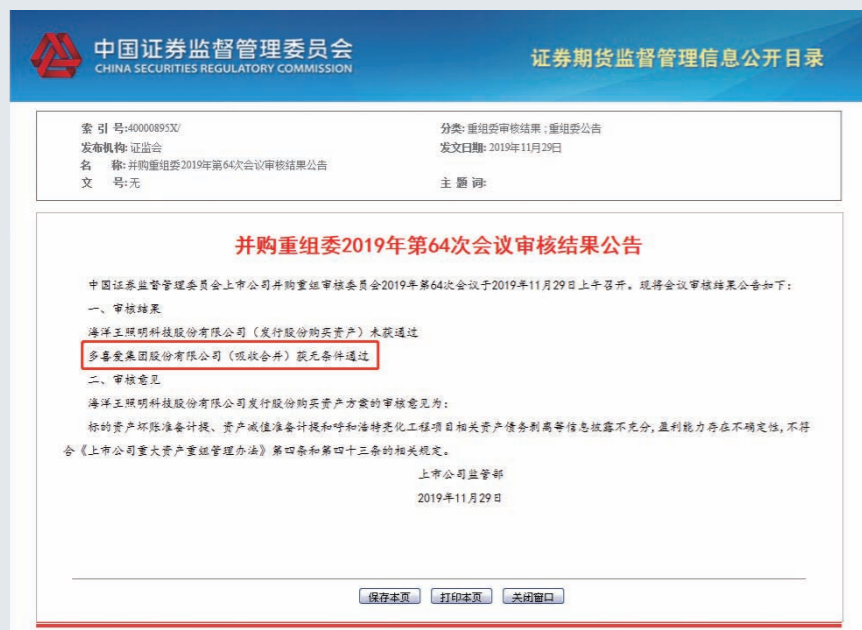 中国证券监督管理委员会
CHINA SECURITIES REGULATORY COMMISSION
证券期货监督管理信息公开目录
索 引 号:40000895X/
分类: 重组委审核结果 ; 重组委公告
发布机构: 证监会
发文日期: 2019年11月29日
名 称: 并购重组委2019年第64次会议审核结果公告
文 号: 无
主 题 词:
并购重组委2019年第64次会议审核结果公告
中国证券监督管理委员会上市公司并购重组审核委员会2019年第64次会议于2019年11月29日上午召开。现将会议审核结果公告如下：
一、审核结果
海洋王照明科技股份有限公司（发行股份购买资产）未获通过
多喜爱集团股份有限公司（吸收合并）获无条件通过
二、审核意见
海洋王照明科技股份有限公司发行股份购买资产方案的审核意见为：
标的资产坏账准备计提、资产减值准备计提和呼和浩特亮化工程项目相关资产债务剥离等信息披露不充分,盈利能力存在不确定性,不符
合《上市公司重大资产重组管理办法》第四条和第四十三条的相关规定。
上市公司监管部
2019年11月29日
保存本页
打印本页
关闭窗口